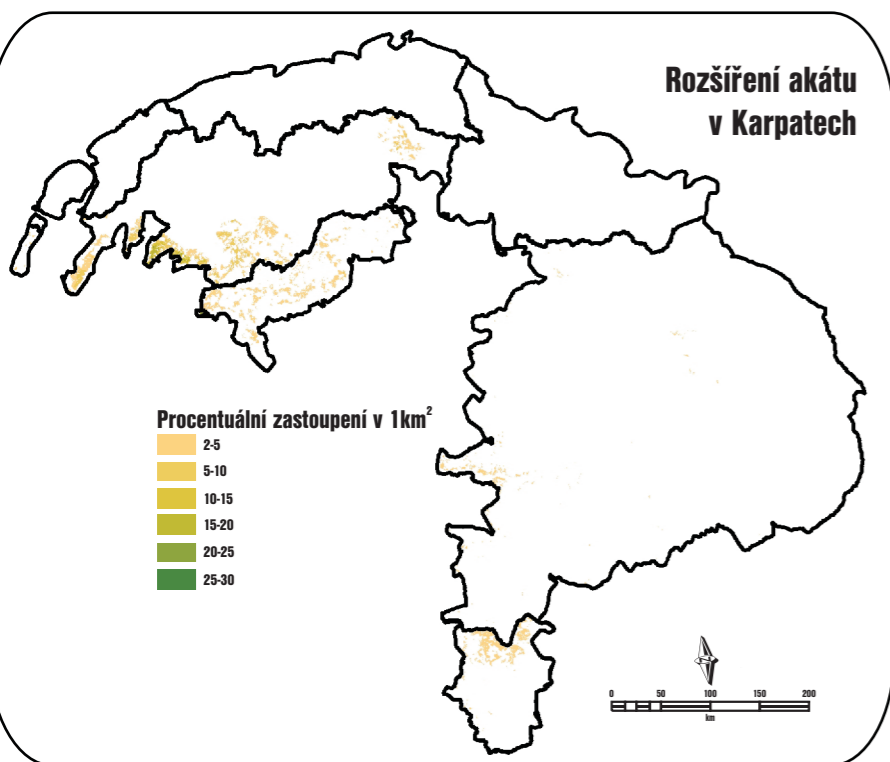 Rozšíření akátu
v Karpatech
Procentuální zastoupení v 1km²
2-5
5-10
10-15
15-20
20-25
25-30
0 50 100 150 200
km